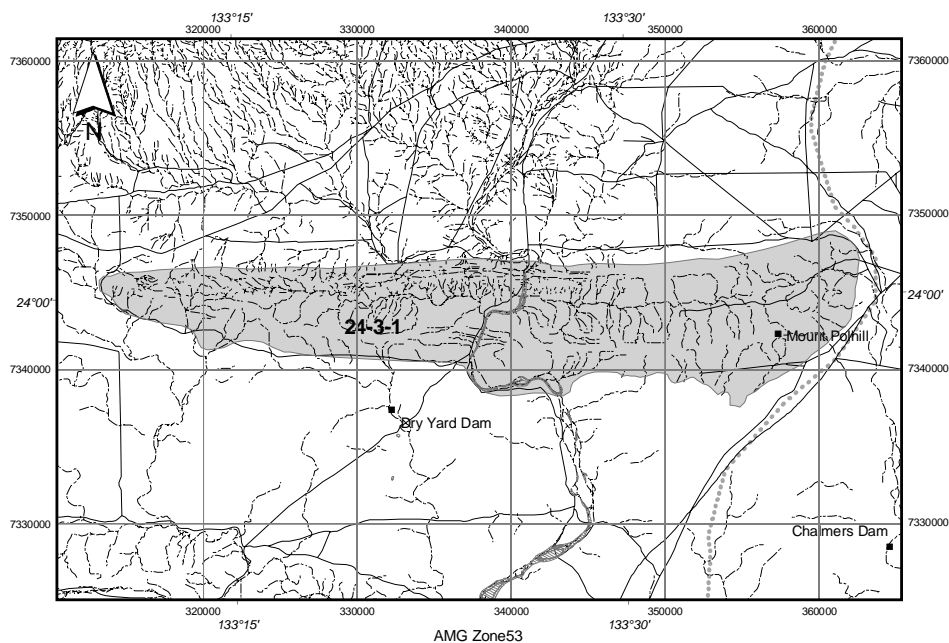 133°15' 133°30'
320000 330000 340000 350000 360000
7360000 7360000
N
7350000 7350000
24°00' 24°00'
24-3-1
Mount Polhill
7340000 7340000
Dry Yard Dam
7330000 7330000
Chalmers Dam
320000 330000 340000 350000 360000
133°15' 133°30'
AMG Zone53